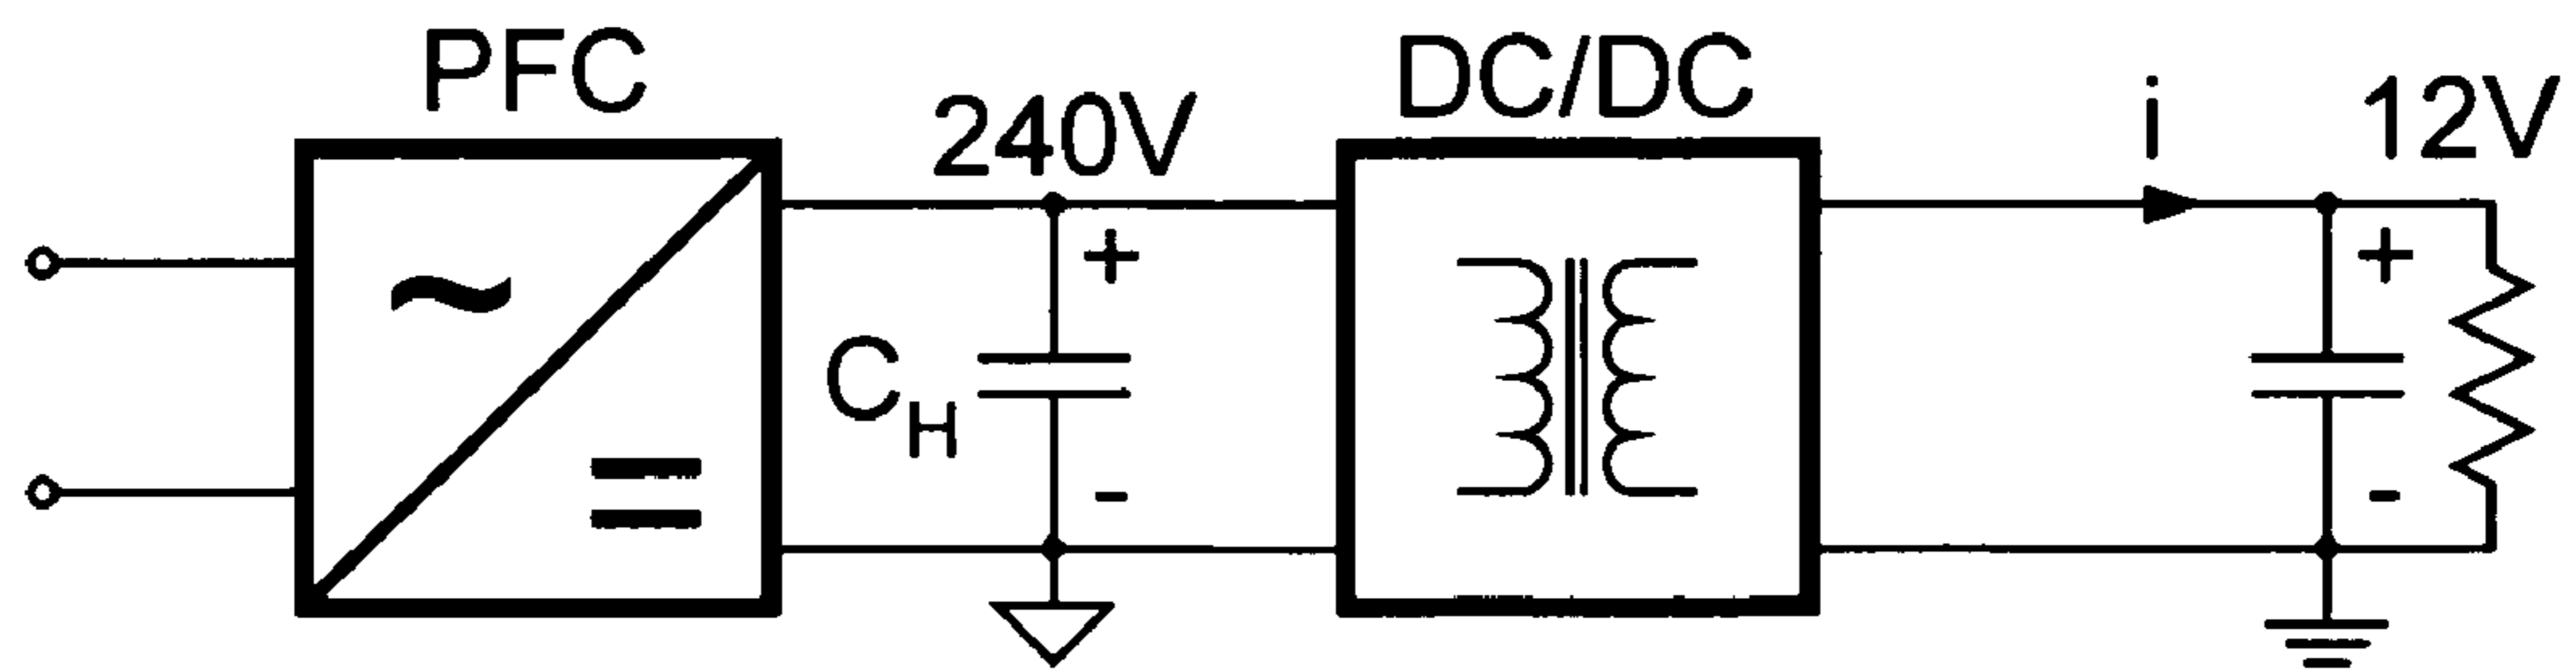 PFC
~
=
240V
+
C_H
-
DC/DC
i
12V
+
-